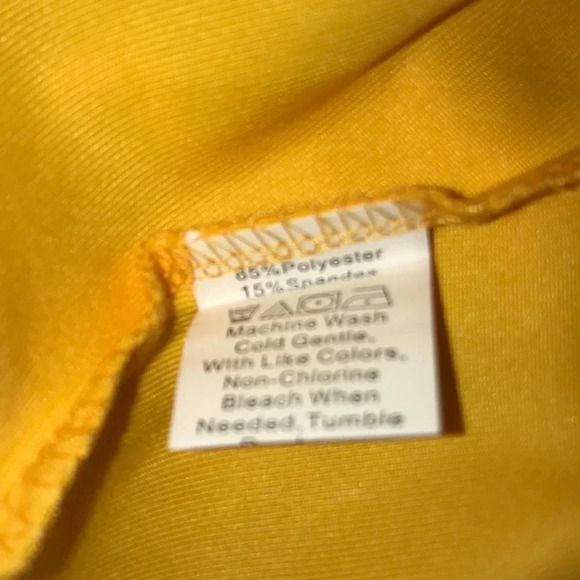 85%Polyester
15%Spandex
Machine Wash
Cold Gentle,
With Like Colors,
Non-Chlorine
Bleach When
Needed, Tumble